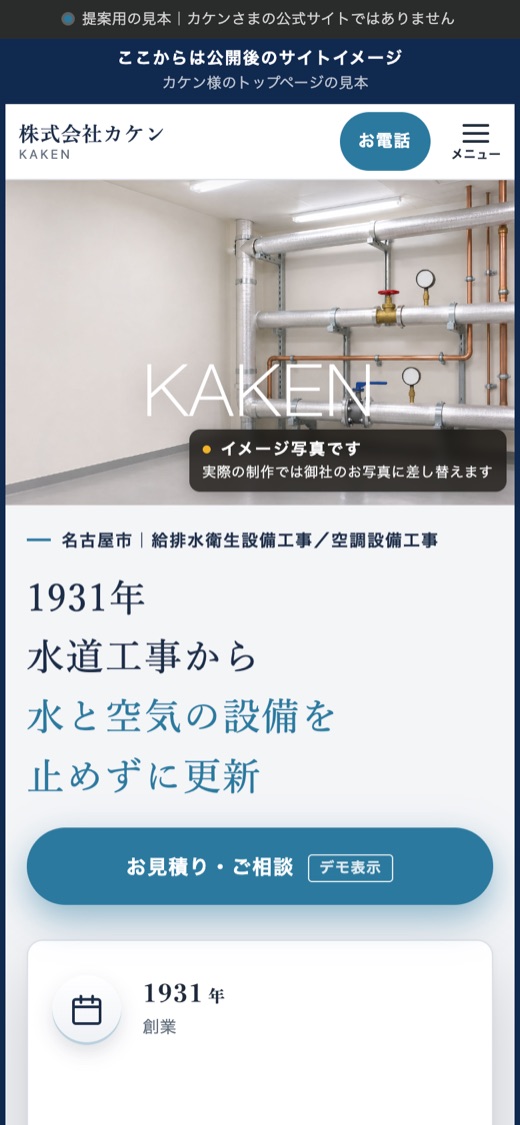 提案用の見本｜カケンさまの公式サイトではありません
ここからは公開後のサイトイメージ
カケン様のトップページの見本
株式会社カケン
KAKEN
お電話
メニュー
KAKEN
イメージ写真です
実際の制作では御社のお写真に差し替えます
名古屋市｜給排水衛生設備工事／空調設備工事
1931年
水道工事から
水と空気の設備を
止めずに更新
お見積り・ご相談 デモ表示
1931年
創業